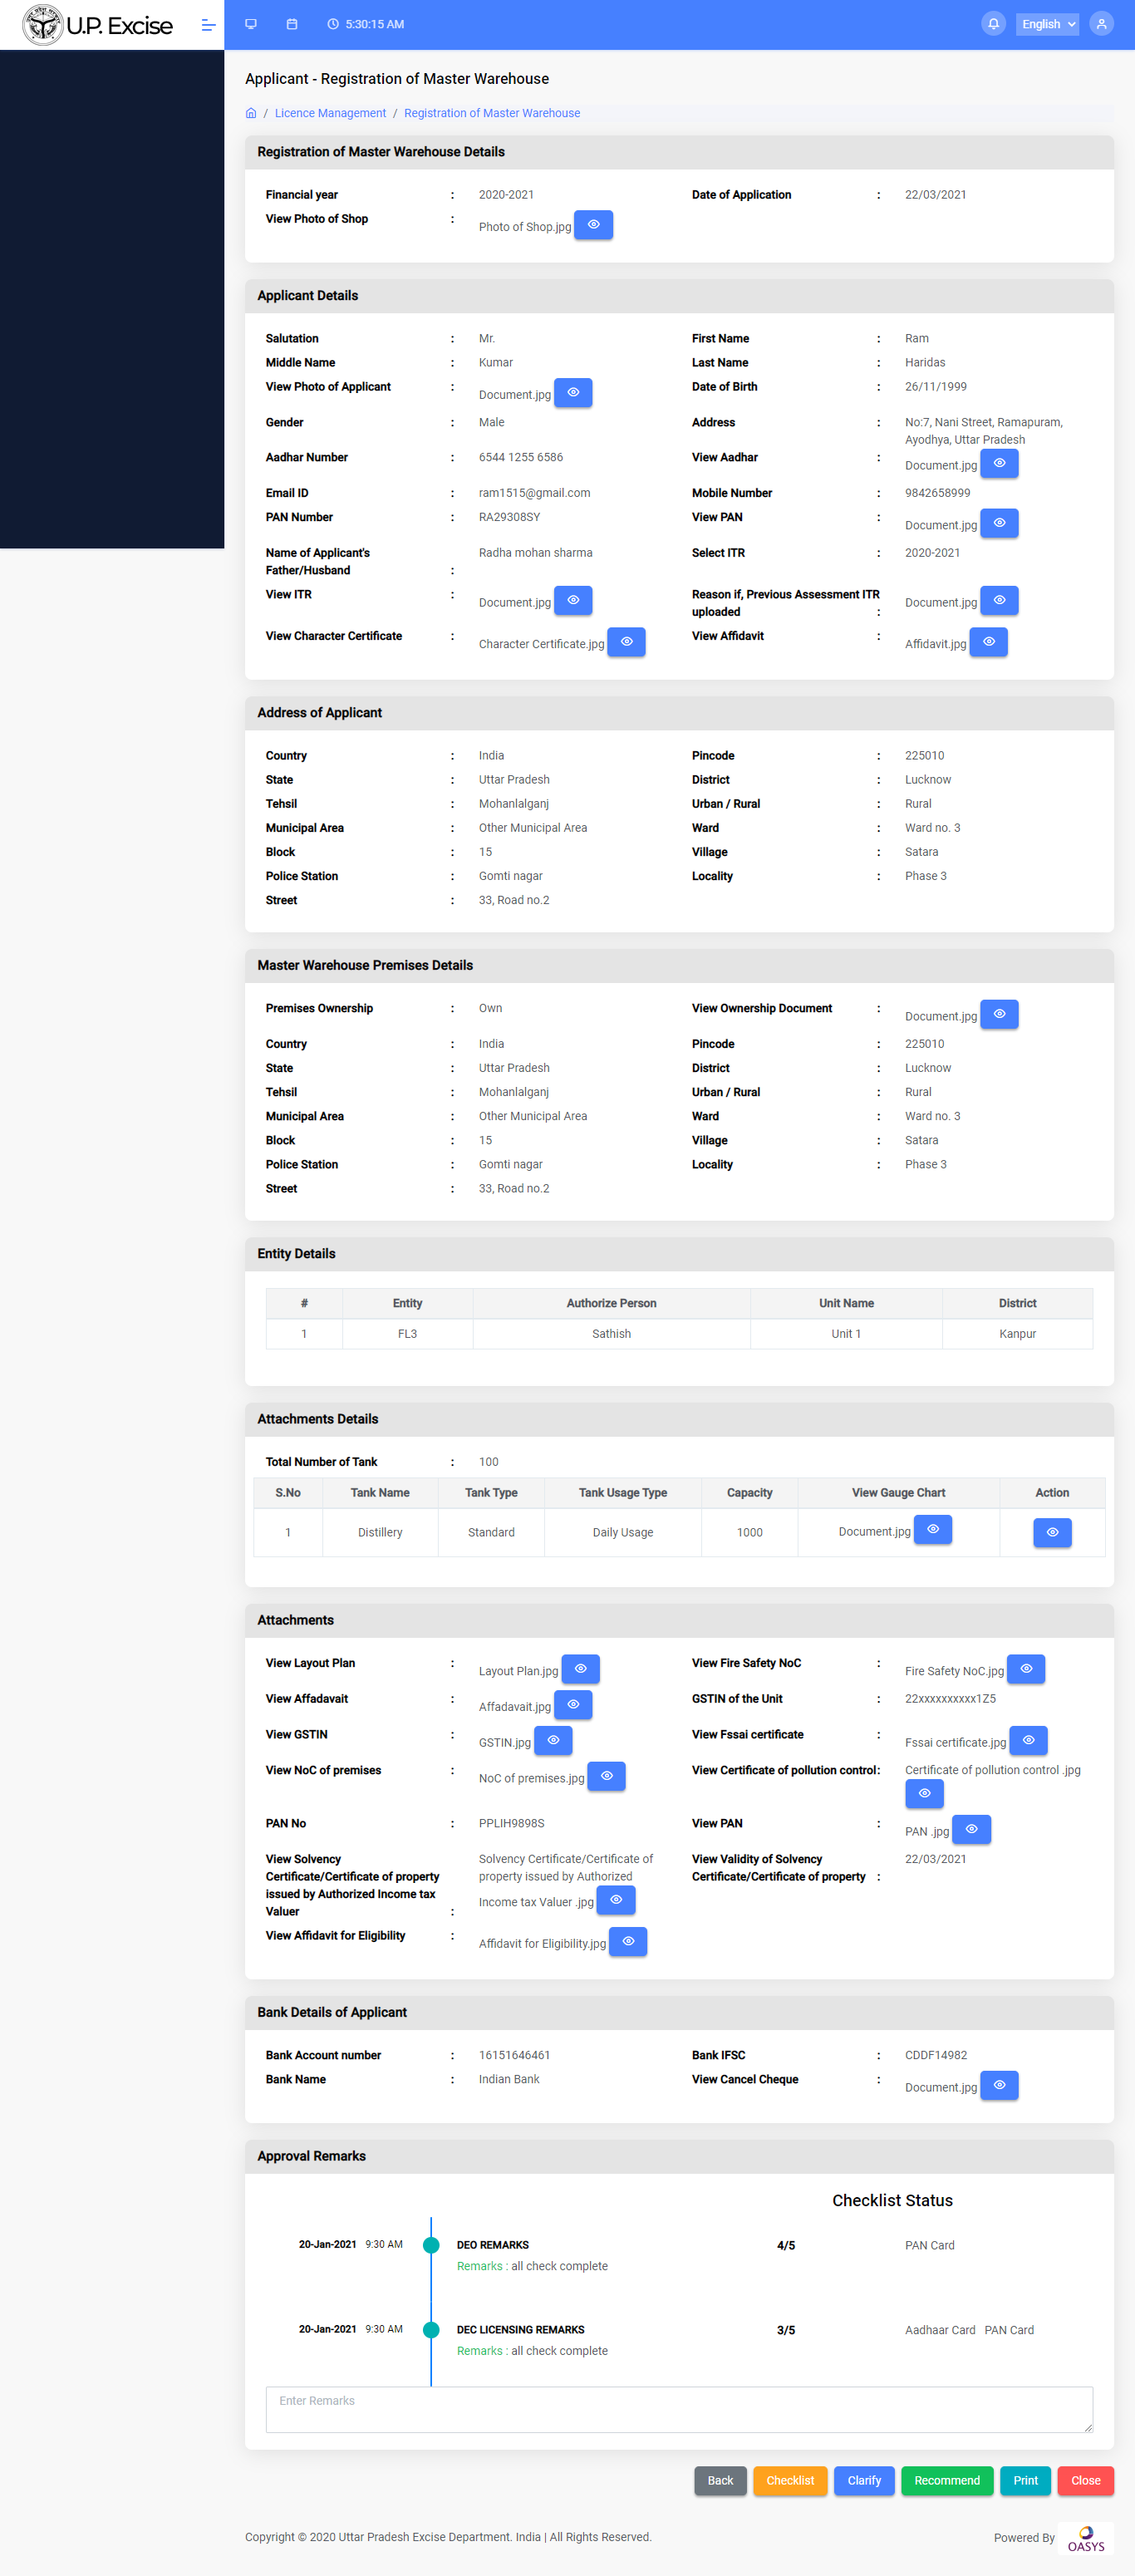 U.P. Excise
5:30:15 AM
English
Applicant - Registration of Master Warehouse
/ Licence Management / Registration of Master Warehouse
Registration of Master Warehouse Details
Financial year : 2020-2021 Date of Application : 22/03/2021
View Photo of Shop : Photo of Shop.jpg
Applicant Details
Salutation : Mr. First Name : Ram
Middle Name : Kumar Last Name : Haridas
View Photo of Applicant : Document.jpg Date of Birth : 26/11/1999
Gender : Male Address : No:7, Nani Street, Ramapuram,
Ayodhya, Uttar Pradesh
Aadhar Number : 6544 1255 6586 View Aadhar : Document.jpg
Email ID : ram1515@gmail.com Mobile Number : 9842658999
PAN Number : RA29308SY View PAN : Document.jpg
Name of Applicant's Radha mohan sharma Select ITR : 2020-2021
Father/Husband :
View ITR : Document.jpg Reason if, Previous Assessment ITR Document.jpg
uploaded :
View Character Certificate : Character Certificate.jpg View Affidavit : Affidavit.jpg
Address of Applicant
Country : India Pincode : 225010
State : Uttar Pradesh District : Lucknow
Tehsil : Mohanlalganj Urban / Rural : Rural
Municipal Area : Other Municipal Area Ward : Ward no. 3
Block : 15 Village : Satara
Police Station : Gomti nagar Locality : Phase 3
Street : 33, Road no.2
Master Warehouse Premises Details
Premises Ownership : Own View Ownership Document : Document.jpg
Country : India Pincode : 225010
State : Uttar Pradesh District : Lucknow
Tehsil : Mohanlalganj Urban / Rural : Rural
Municipal Area : Other Municipal Area Ward : Ward no. 3
Block : 15 Village : Satara
Police Station : Gomti nagar Locality : Phase 3
Street : 33, Road no.2
Entity Details
# Entity Authorize Person Unit Name District
1 FL3 Sathish Unit 1 Kanpur
Attachments Details
Total Number of Tank : 100
S.No Tank Name Tank Type Tank Usage Type Capacity View Gauge Chart Action
1 Distillery Standard Daily Usage 1000 Document.jpg
Attachments
View Layout Plan : Layout Plan.jpg View Fire Safety NoC : Fire Safety NoC.jpg
View Affadavait : Affadavait.jpg GSTIN of the Unit : 22xxxxxxxxxx1Z5
View GSTIN : GSTIN.jpg View Fssai certificate : Fssai certificate.jpg
View NoC of premises : NoC of premises.jpg View Certificate of pollution control : Certificate of pollution control .jpg
PAN No : PPLIH9898S View PAN : PAN .jpg
View Solvency Solvency Certificate/Certificate of View Validity of Solvency 22/03/2021
Certificate/Certificate of property property issued by Authorized Certificate/Certificate of property :
issued by Authorized Income tax Income tax Valuer .jpg
Valuer :
View Affidavit for Eligibility : Affidavit for Eligibility.jpg
Bank Details of Applicant
Bank Account number : 16151646461 Bank IFSC : CDDF14982
Bank Name : Indian Bank View Cancel Cheque : Document.jpg
Approval Remarks
Checklist Status
20-Jan-2021 9:30 AM DEO REMARKS 4/5 PAN Card
Remarks : all check complete
20-Jan-2021 9:30 AM DEC LICENSING REMARKS 3/5 Aadhaar Card PAN Card
Remarks : all check complete
Enter Remarks
Back Checklist Clarify Recommend Print Close
Copyright © 2020 Uttar Pradesh Excise Department. India | All Rights Reserved. Powered By OASYS